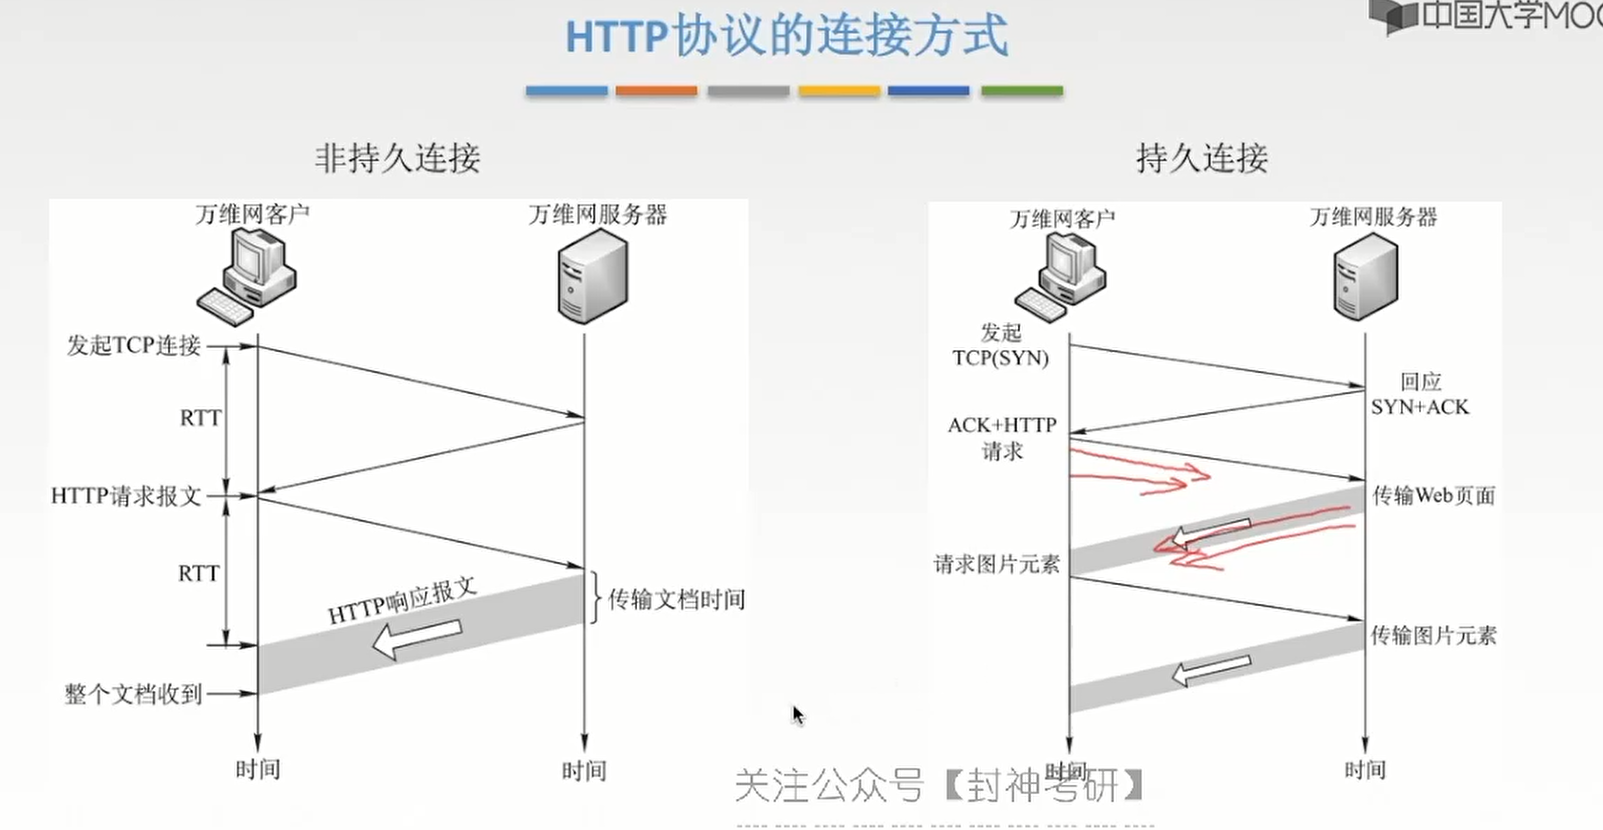 HTTP协议的连接方式
中国大学MOO
非持久连接
万维网客户
万维网服务器
发起TCP连接
RTT
HTTP请求报文
RTT
HTTP响应报文
传输文档时间
整个文档收到
时间
时间
持久连接
万维网客户
万维网服务器
发起
TCP(SYN)
回应
SYN+ACK
ACK+HTTP
请求
传输Web页面
请求图片元素
传输图片元素
时间
时间
关注公众号【封神考研】